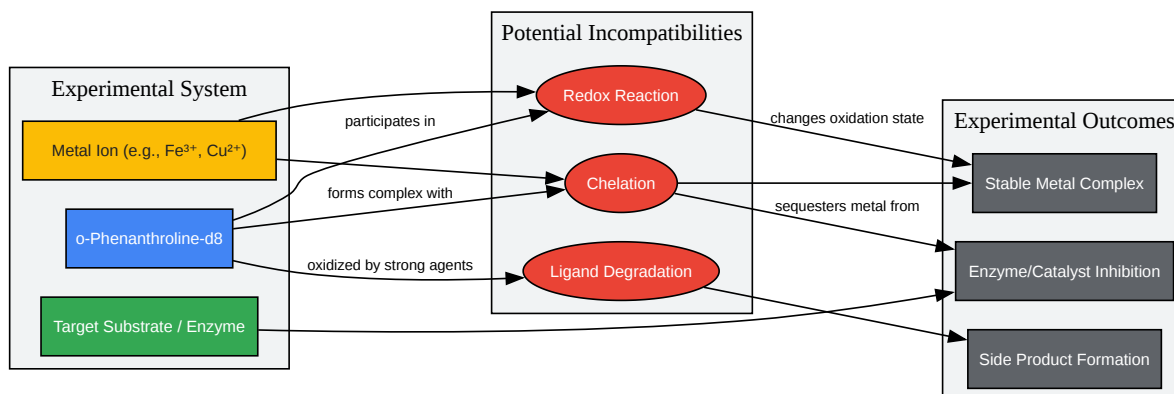 Experimental System
Metal Ion (e.g., Fe³⁺, Cu²⁺)
o-Phenanthroline-d8
Target Substrate / Enzyme
participates in
forms complex with
oxidized by strong agents
Potential Incompatibilities
Redox Reaction
Chelation
Ligand Degradation
changes oxidation state
sequesters metal from
Experimental Outcomes
Stable Metal Complex
Enzyme/Catalyst Inhibition
Side Product Formation